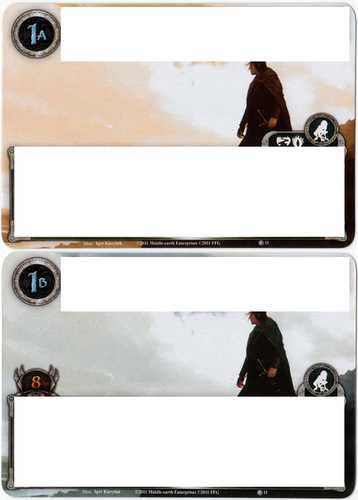 1A
Illus. Igor Kieryluk ©2011 Middle-earth Enterprises ©2011 FFG 11
1B
8
Illus. Igor Kieryluk ©2011 Middle-earth Enterprises ©2011 FFG 11